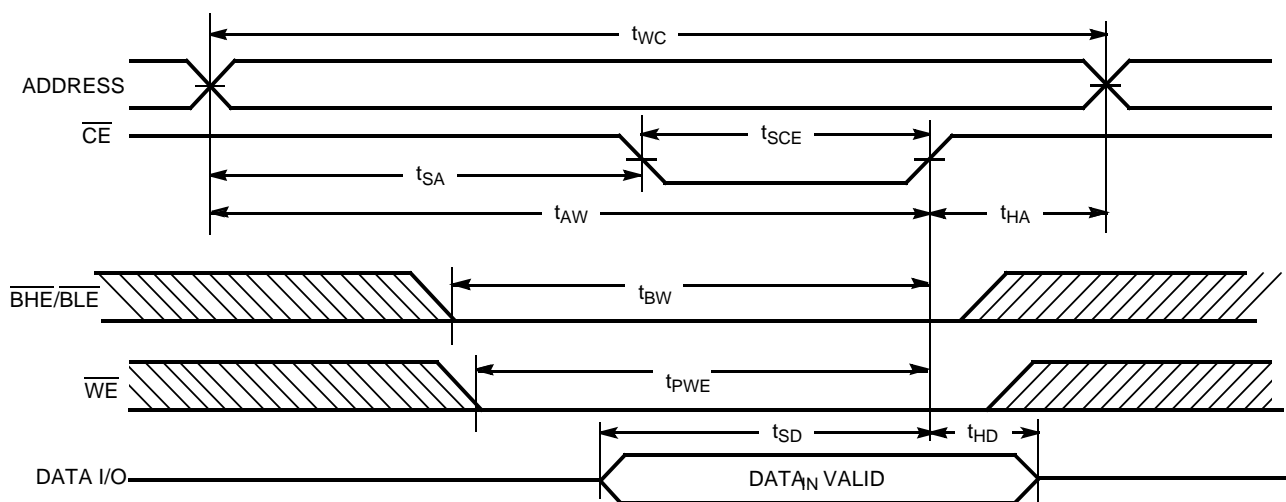 tWC
ADDRESS
CE
tSCE
tSA
tAW
tHA
BHE/BLE
tBW
WE
tPWE
tSD
tHD
DATA I/O
DATAIN VALID